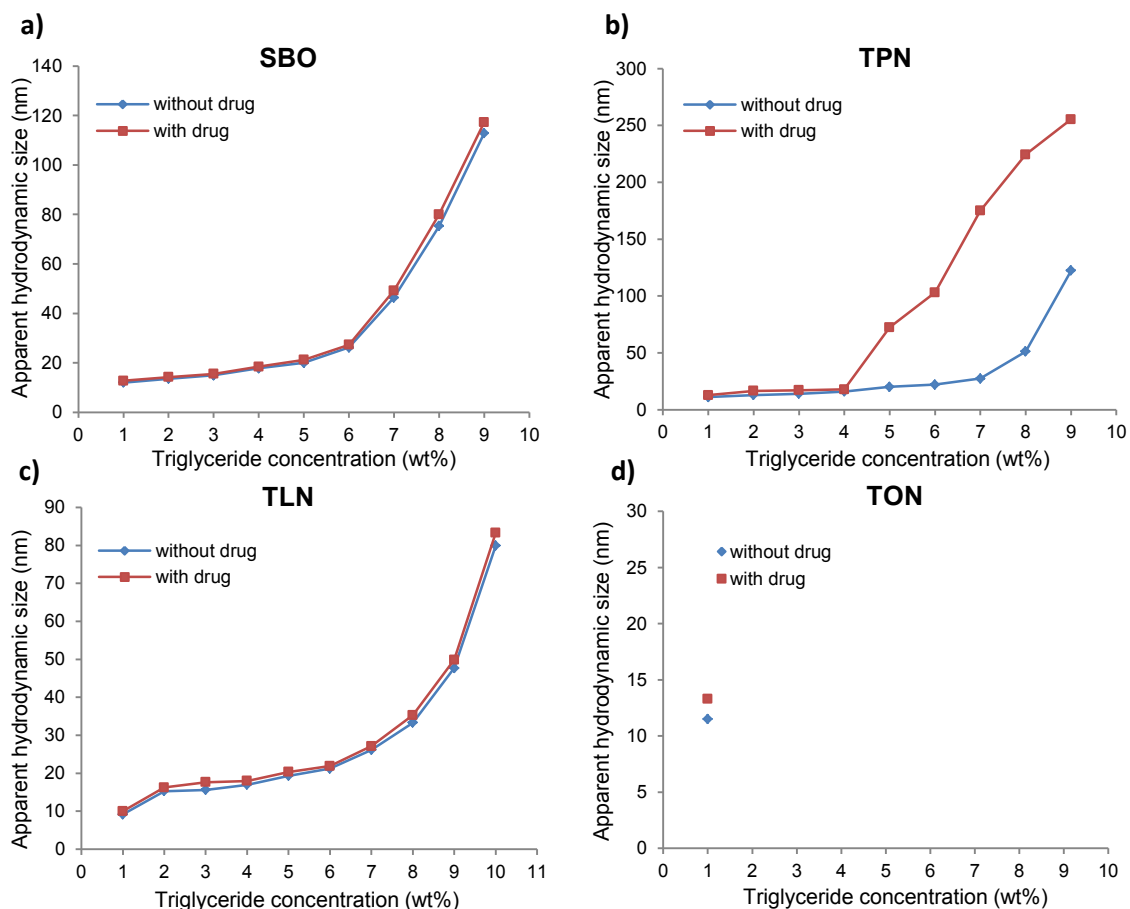 a)
SBO
Apparent hydrodynamic size (nm)
140
120
100
80
60
40
20
0
without drug
with drug
0 1 2 3 4 5 6 7 8 9 10
Triglyceride concentration (wt%)
b)
TPN
Apparent hydrodynamic size (nm)
300
250
200
150
100
50
0
without drug
with drug
0 1 2 3 4 5 6 7 8 9 10
Triglyceride concentration (wt%)
c)
TLN
Apparent hydrodynamic size (nm)
90
80
70
60
50
40
30
20
10
0
without drug
with drug
0 1 2 3 4 5 6 7 8 9 10 11
Triglyceride concentration (wt%)
d)
TON
Apparent hydrodynamic size (nm)
30
25
20
15
10
5
0
without drug
with drug
0 1 2 3 4 5 6 7 8 9 10
Triglyceride concentration (wt%)